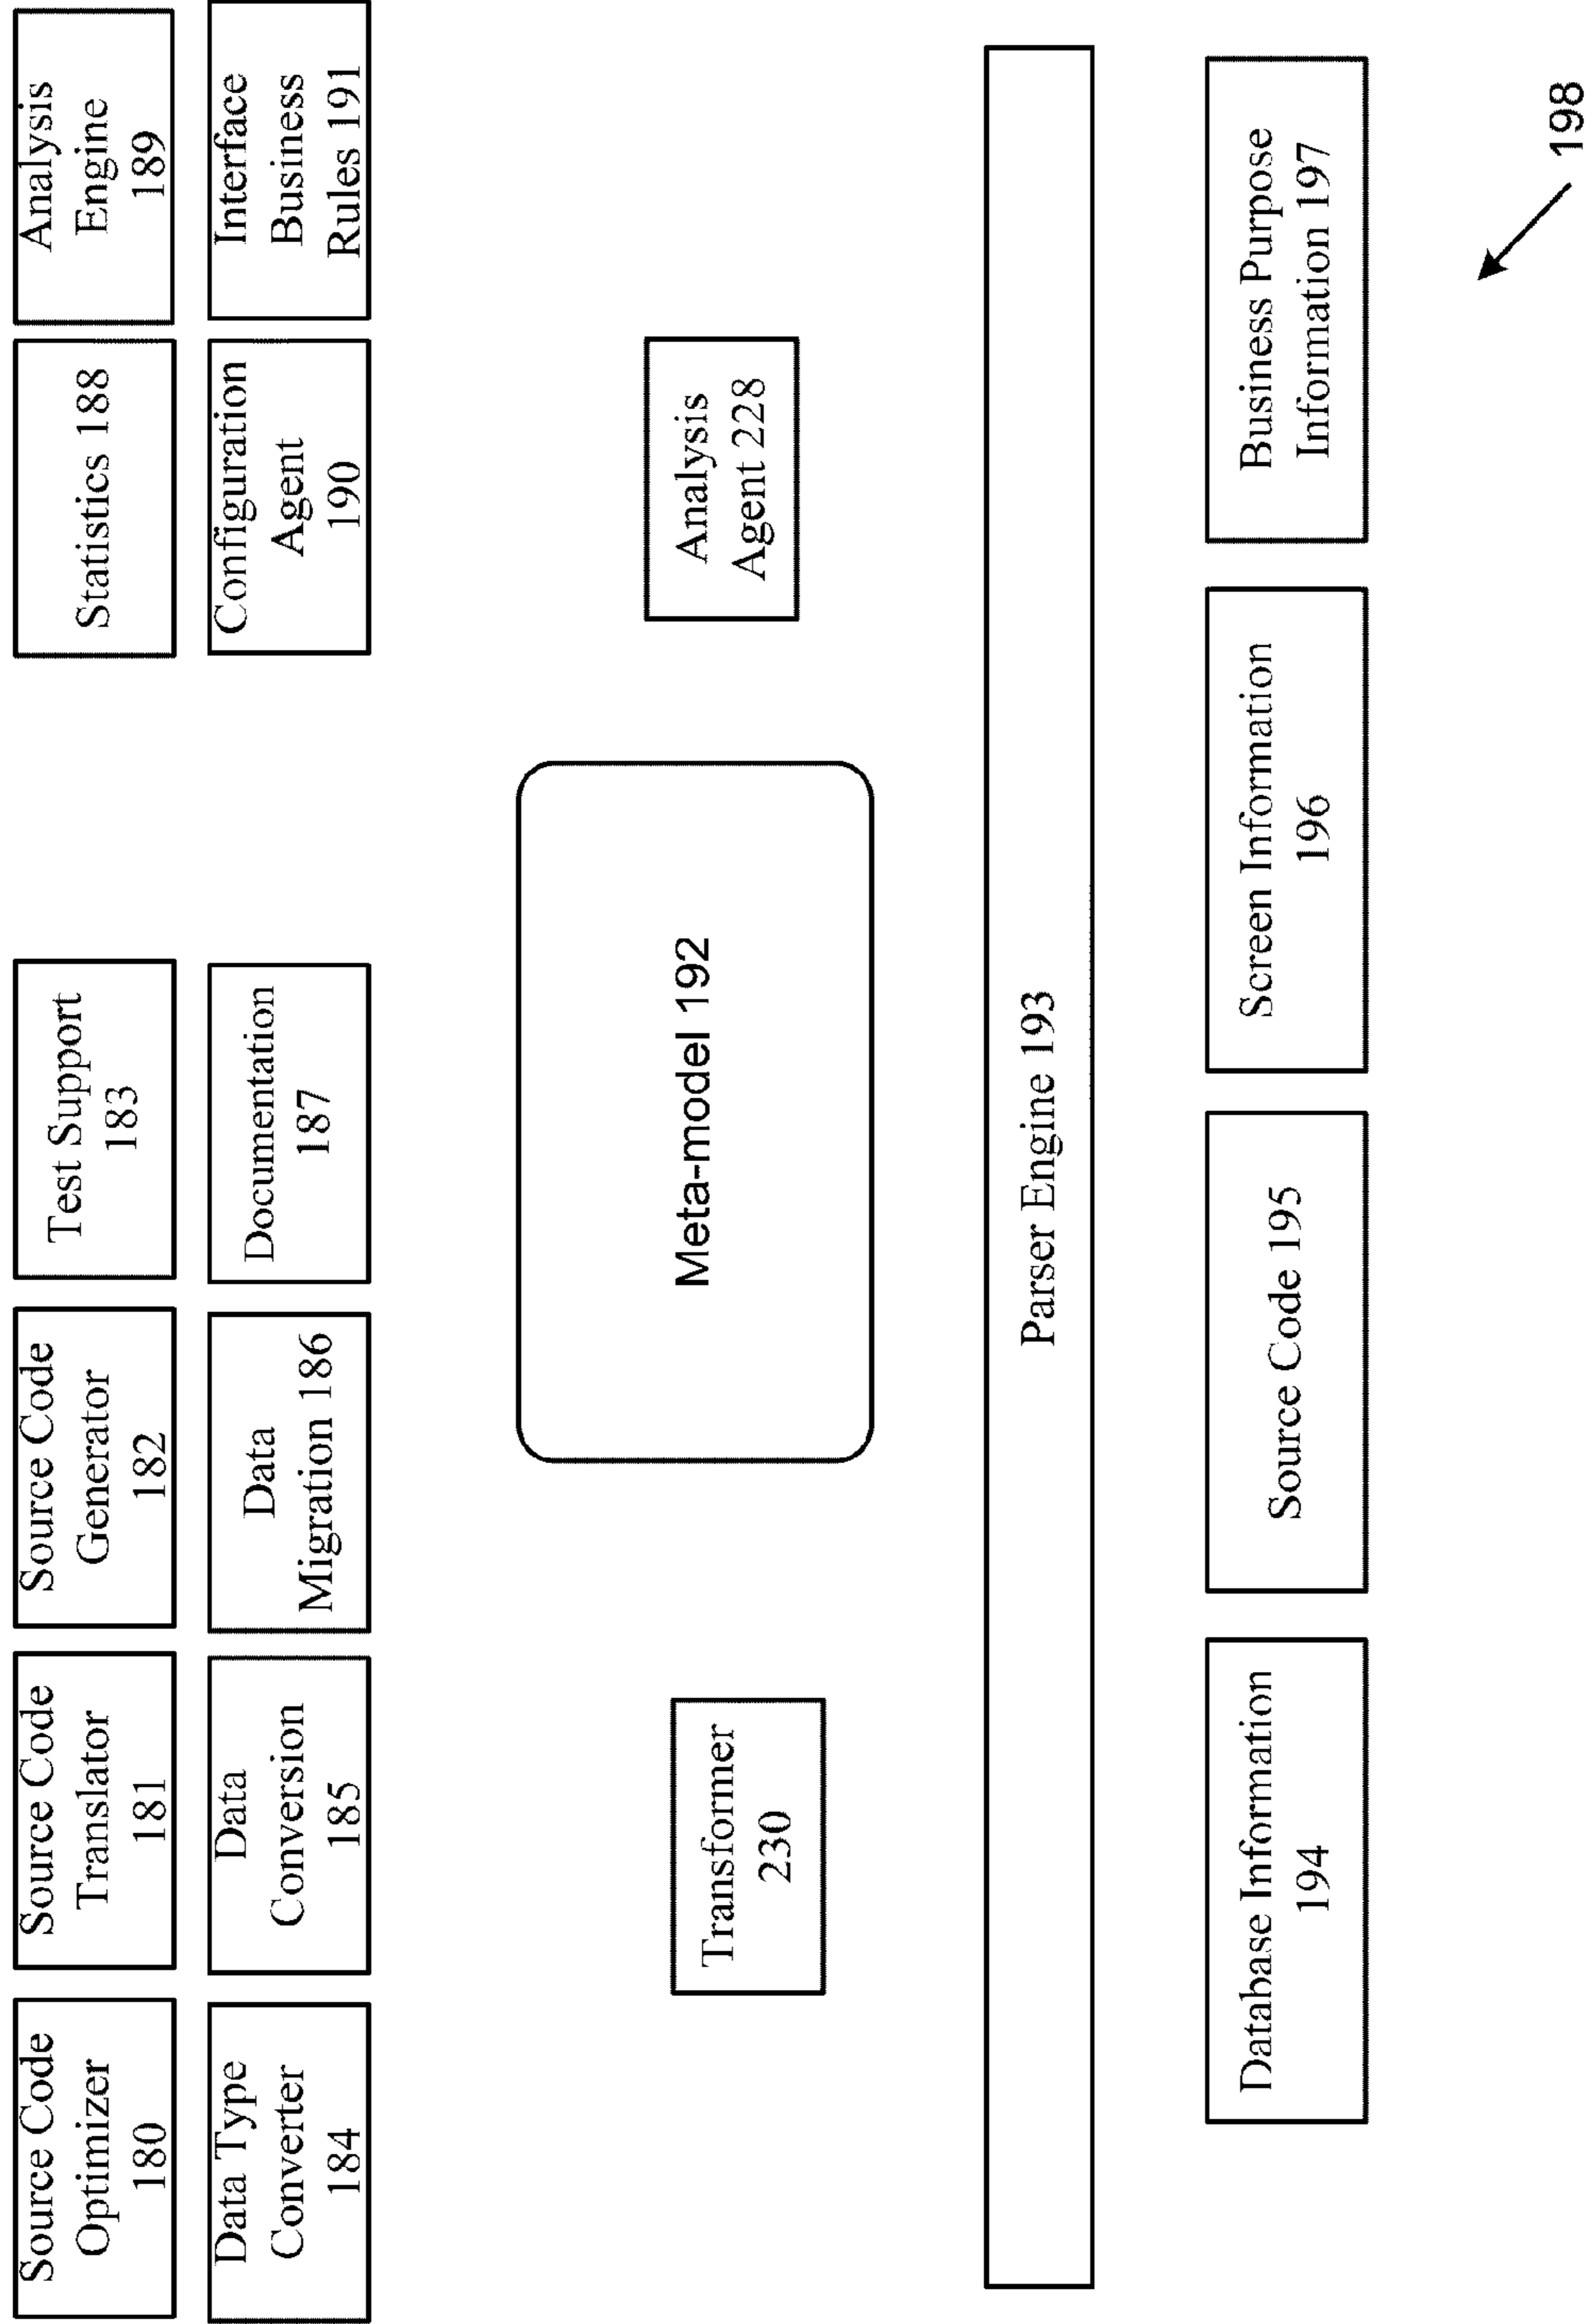 Source Code
Optimizer
180
Source Code
Translator
181
Source Code
Generator
182
Test Support
183
Statistics 188
Analysis
Engine
189
Data Type
Converter
184
Data
Conversion
185
Data
Migration 186
Documentation
187
Configuration
Agent
190
Interface
Business
Rules 191
Transformer
230
Meta-model 192
Analysis
Agent 228
Parser Engine 193
Database Information
194
Source Code 195
Screen Information
196
Business Purpose
Information 197
198